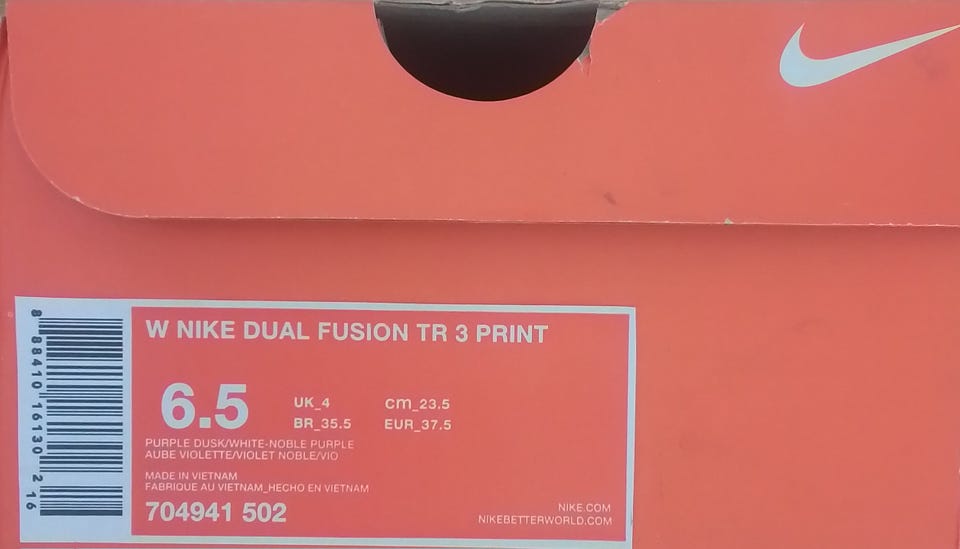 W NIKE DUAL FUSION TR 3 PRINT
6.5
UK_4 cm_23.5
BR_35.5 EUR_37.5
PURPLE DUSK/WHITE-NOBLE PURPLE
AUBE VIOLETTE/VIOLET NOBLE/VIO
MADE IN VIETNAM
FABRIQUE AU VIETNAM_HECHO EN VIETNAM
704941 502
NIKE.COM
NIKEBETTERWORLD.COM
8 88410 16130 2 16